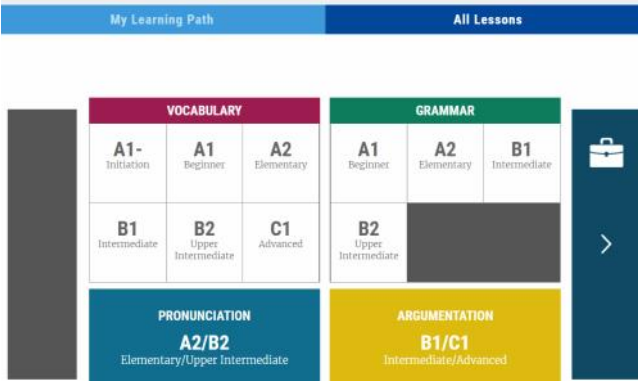 My Learning Path
All Lessons
VOCABULARY
A1-
Initiation
A1
Beginner
A2
Elementary
B1
Intermediate
B2
Upper
Intermediate
C1
Advanced
GRAMMAR
A1
Beginner
A2
Elementary
B1
Intermediate
B2
Upper
Intermediate
PRONUNCIATION
A2/B2
Elementary/Upper Intermediate
ARGUMENTATION
B1/C1
Intermediate/Advanced